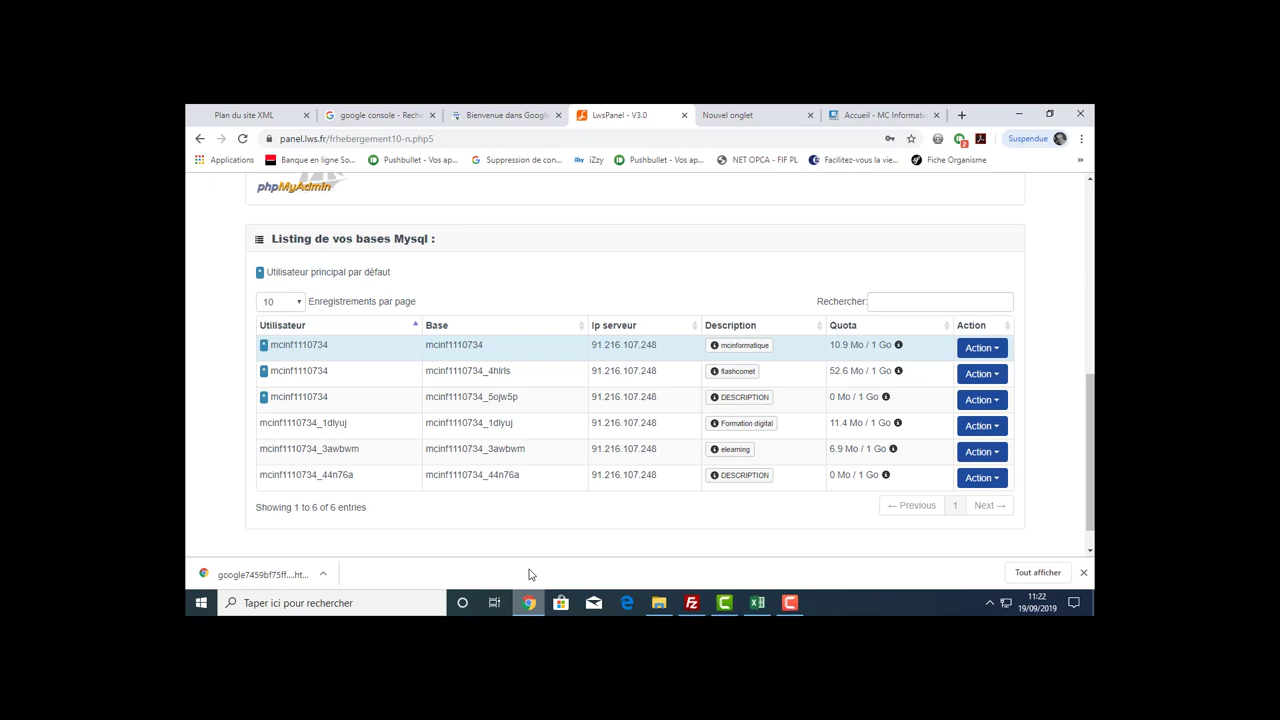 Plan du site XML
google console - Reche
Bienvenue dans Google
LwsPanel - V3.0
Nouvel onglet
Accueil - MC Informati
panel.lws.fr/frhebergement10-n.php5
Suspendue
Applications
Banque en ligne So...
Pushbullet - Vos ap...
Suppression de con...
iZzy
Pushbullet - Vos ap...
NET OPCA - FIF PL
Facilitez-vous la vie...
Fiche Organisme
»
phpMyAdmin
Listing de vos bases Mysql :
Utilisateur principal par défaut
10 Enregistrements par page
Rechercher:
Utilisateur Base Ip serveur Description Quota Action
mcinf1110734 mcinf1110734 91.216.107.248 mcinformatique 10.9 Mo / 1 Go Action
mcinf1110734 mcinf1110734_4hlrls 91.216.107.248 flashcomet 52.6 Mo / 1 Go Action
mcinf1110734 mcinf1110734_5ojw5p 91.216.107.248 DESCRIPTION 0 Mo / 1 Go Action
mcinf1110734_1dlyuj mcinf1110734_1dlyuj 91.216.107.248 Formation digital 11.4 Mo / 1 Go Action
mcinf1110734_3awbwm mcinf1110734_3awbwm 91.216.107.248 elearning 6.9 Mo / 1 Go Action
mcinf1110734_44n76a mcinf1110734_44n76a 91.216.107.248 DESCRIPTION 0 Mo / 1 Go Action
Showing 1 to 6 of 6 entries
← Previous 1 Next →
google7459bf75ff....ht...
Tout afficher
Taper ici pour rechercher
11:22
19/09/2019